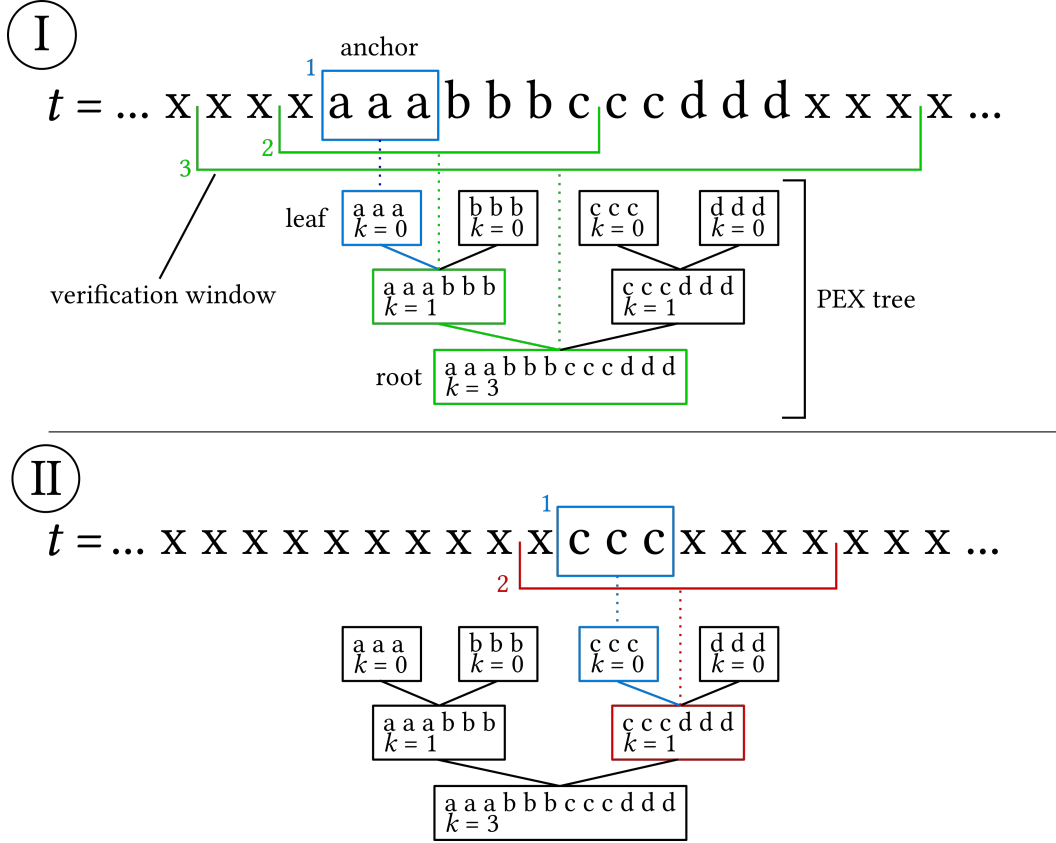 I
anchor
1
t = ... x x x x a a a b b b c c c d d d x x x x ...
2
3
leaf
a a a
k = 0
b b b
k = 0
c c c
k = 0
d d d
k = 0
verification window
a a a b b b
k = 1
c c c d d d
k = 1
PEX tree
root
a a a b b b c c c d d d
k = 3
II
1
t = ... x x x x x x x x x x c c c x x x x x x x ...
2
a a a
k = 0
b b b
k = 0
c c c
k = 0
d d d
k = 0
a a a b b b
k = 1
c c c d d d
k = 1
a a a b b b c c c d d d
k = 3